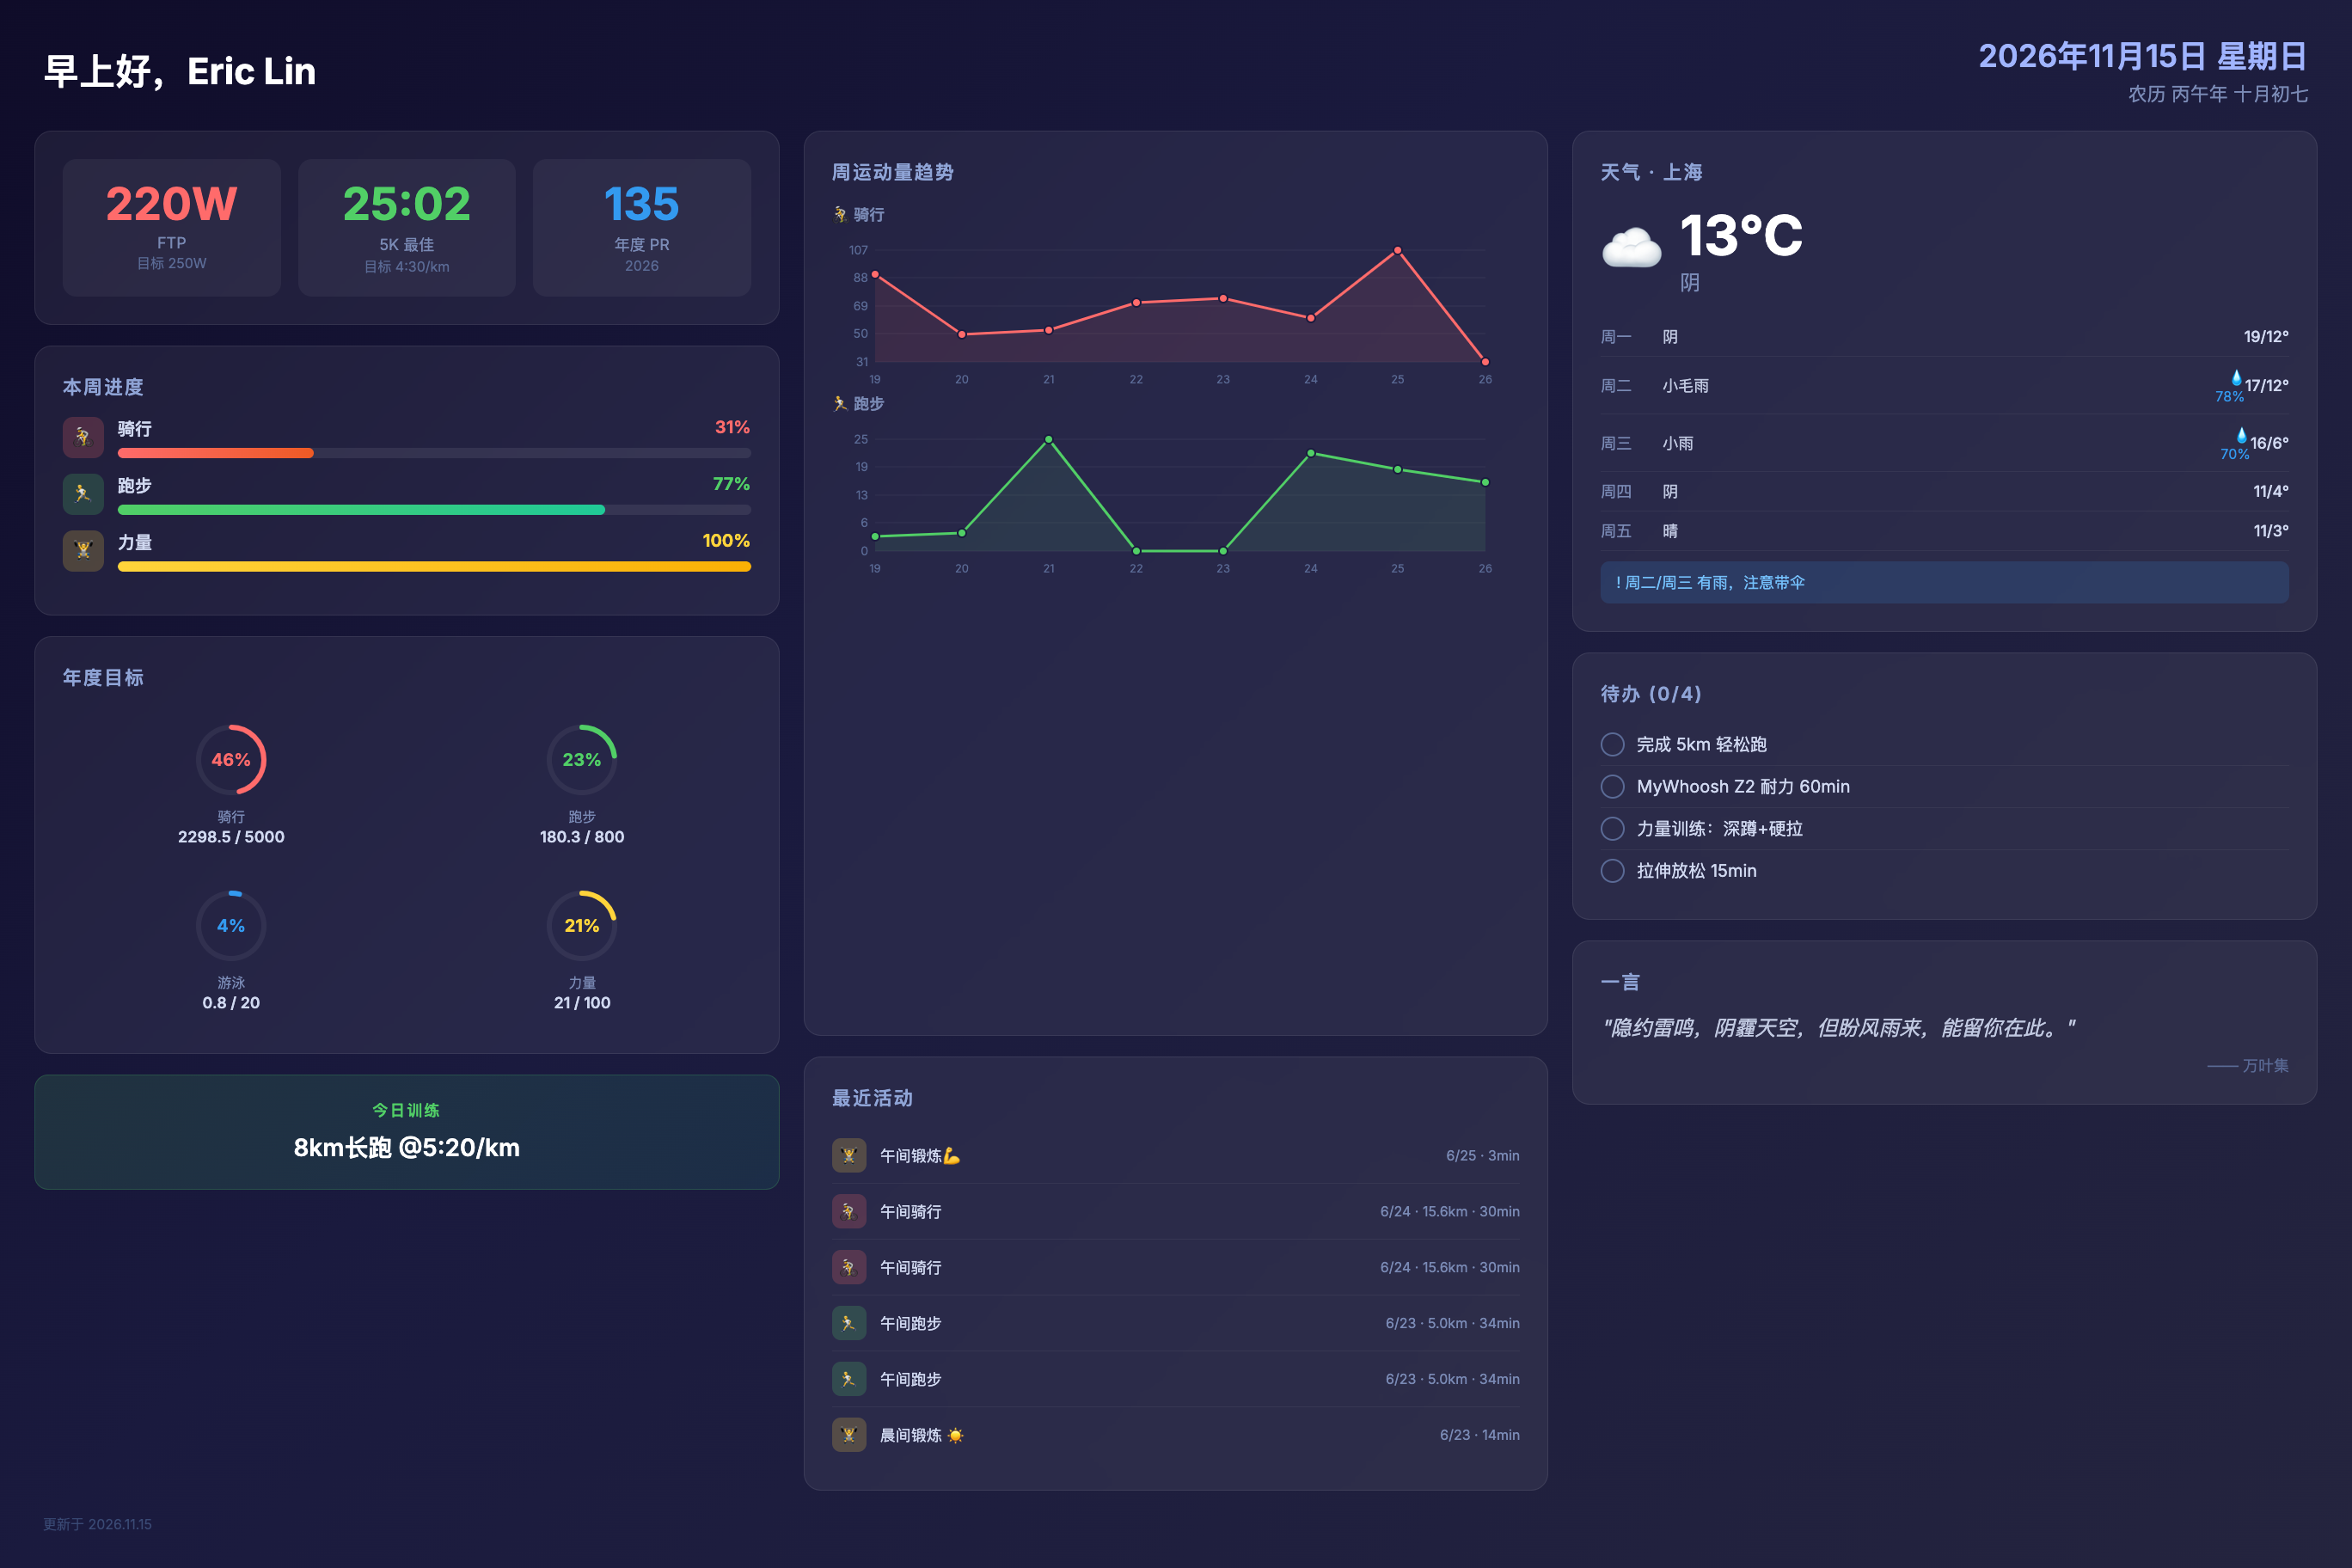 早上好，Eric Lin
2026年11月15日 星期日
农历 丙午年 十月初七
220W
FTP
目标 250W
25:02
5K 最佳
目标 4:30/km
135
年度 PR
2026
本周进度
骑行 31%
跑步 77%
力量 100%
年度目标
46%
骑行
2298.5 / 5000
23%
跑步
180.3 / 800
4%
游泳
0.8 / 20
21%
力量
21 / 100
今日训练
8km长跑 @5:20/km
周运动量趋势
骑行
107
88
69
50
31
19 20 21 22 23 24 25 26
跑步
25
19
13
6
0
19 20 21 22 23 24 25 26
最近活动
午间锻炼💪 6/25 · 3min
午间骑行 6/24 · 15.6km · 30min
午间骑行 6/24 · 15.6km · 30min
午间跑步 6/23 · 5.0km · 34min
午间跑步 6/23 · 5.0km · 34min
晨间锻炼 ☀️ 6/23 · 14min
天气 · 上海
13°C
阴
周一 阴 19/12°
周二 小毛雨 💧78% 17/12°
周三 小雨 💧70% 16/6°
周四 阴 11/4°
周五 晴 11/3°
! 周二/周三 有雨，注意带伞
待办 (0/4)
完成 5km 轻松跑
MyWhoosh Z2 耐力 60min
力量训练：深蹲+硬拉
拉伸放松 15min
一言
"隐约雷鸣，阴霾天空，但盼风雨来，能留你在此。"
—— 万叶集
更新于 2026.11.15